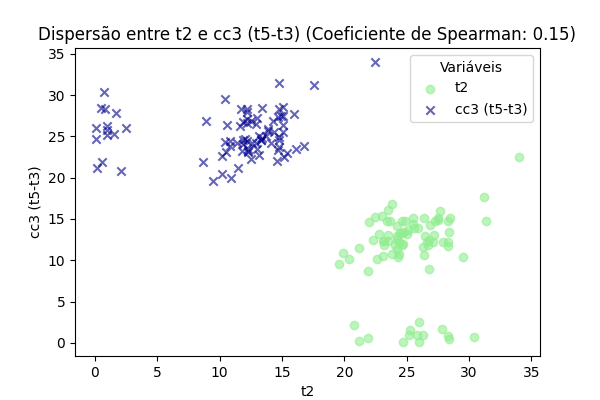 Dispersão entre t2 e cc3 (t5-t3) (Coeficiente de Spearman: 0.15)
Variáveis
t2
cc3 (t5-t3)
35
30
25
20
15
10
5
0
cc3 (t5-t3)
0 5 10 15 20 25 30 35
t2